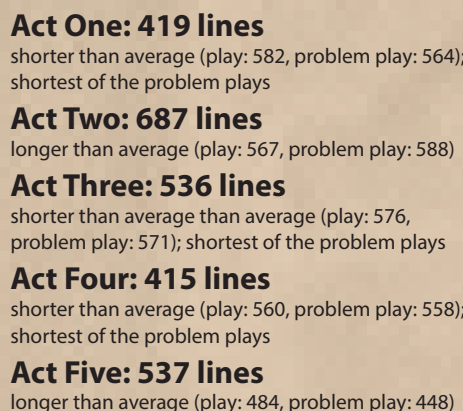 Act One: 419 lines
shorter than average (play: 582, problem play: 564);
shortest of the problem plays
Act Two: 687 lines
longer than average (play: 567, problem play: 588)
Act Three: 536 lines
shorter than average than average (play: 576,
problem play: 571); shortest of the problem plays
Act Four: 415 lines
shorter than average (play: 560, problem play: 558);
shortest of the problem plays
Act Five: 537 lines
longer than average (play: 484, problem play: 448)